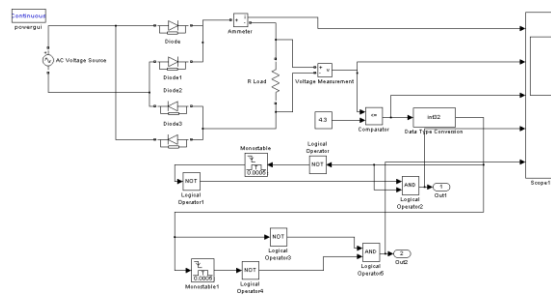 Continuous
powergui
AC Voltage Source
Diode
Diode1
Diode2
Diode3
Ammeter
R Load
Voltage Measurement
4.3
<=
Comparator
int32
Data Type Conversion
Scope1
Monostable
0.0006
Logical
Operator
NOT
NOT
Logical
Operator1
AND
Logical
Operator2
1
Out1
NOT
Logical
Operator3
AND
Logical
Operator5
2
Out2
Monostable1
NOT
Logical
Operator4